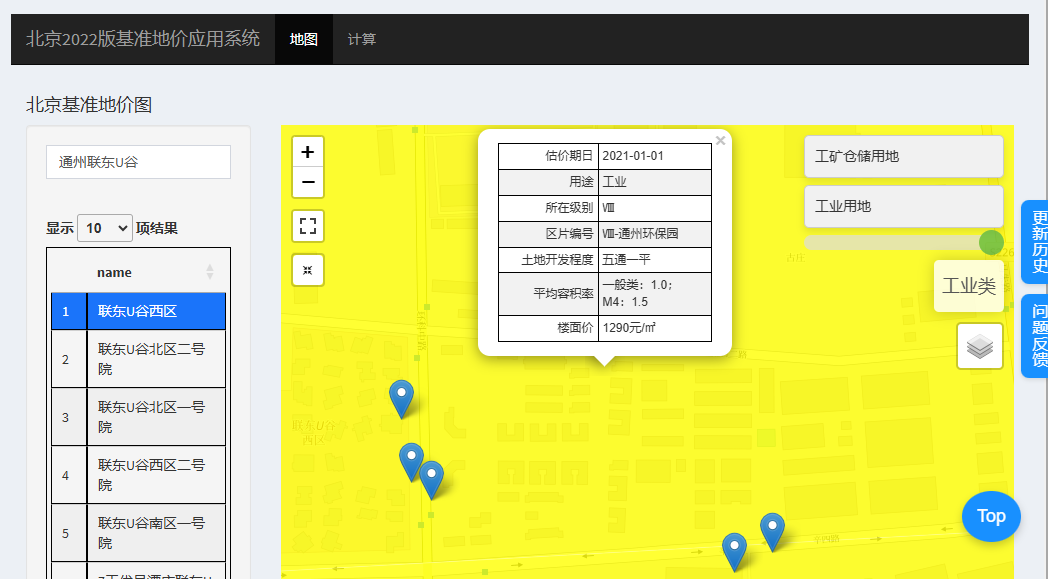 北京2022版基准地价应用系统 地图 计算
北京基准地价图
通州联东U谷
显示 10 项结果
name
1 联东U谷西区
2 联东U谷北区二号
院
3 联东U谷北区一号
院
4 联东U谷西区二号
院
5 联东U谷南区一号
院
+
−
估价期日 2021-01-01
用途 工业
所在级别 Ⅷ
区片编号 Ⅷ-通州环保园
土地开发程度 五通一平
平均容积率 一般类：1.0；
M4：1.5
楼面价 1290元/㎡
×
工矿仓储用地
工业用地
工业类
联东U谷
西区
更新历史
问题反馈
Top